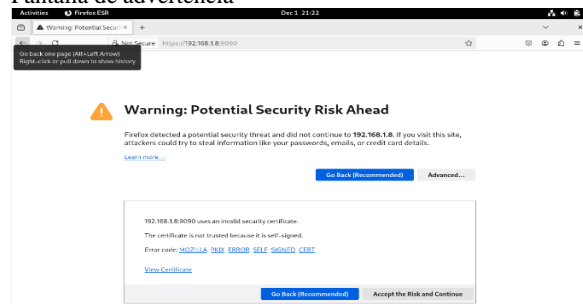 Pantalla de advertencia
Activities Firefox ESR Dec 1 21:22
Warning: Potential Secur × +
Not Secure https://192.168.1.8:9090
Go back one page (Alt+Left Arrow)
Right-click or pull down to show history
Warning: Potential Security Risk Ahead
Firefox detected a potential security threat and did not continue to 192.168.1.8. If you visit this site,
attackers could try to steal information like your passwords, emails, or credit card details.
Learn more...
Go Back (Recommended) Advanced...
192.168.1.8:9090 uses an invalid security certificate.
The certificate is not trusted because it is self-signed.
Error code: MOZILLA_PKIX_ERROR_SELF_SIGNED_CERT
View Certificate
Go Back (Recommended) Accept the Risk and Continue